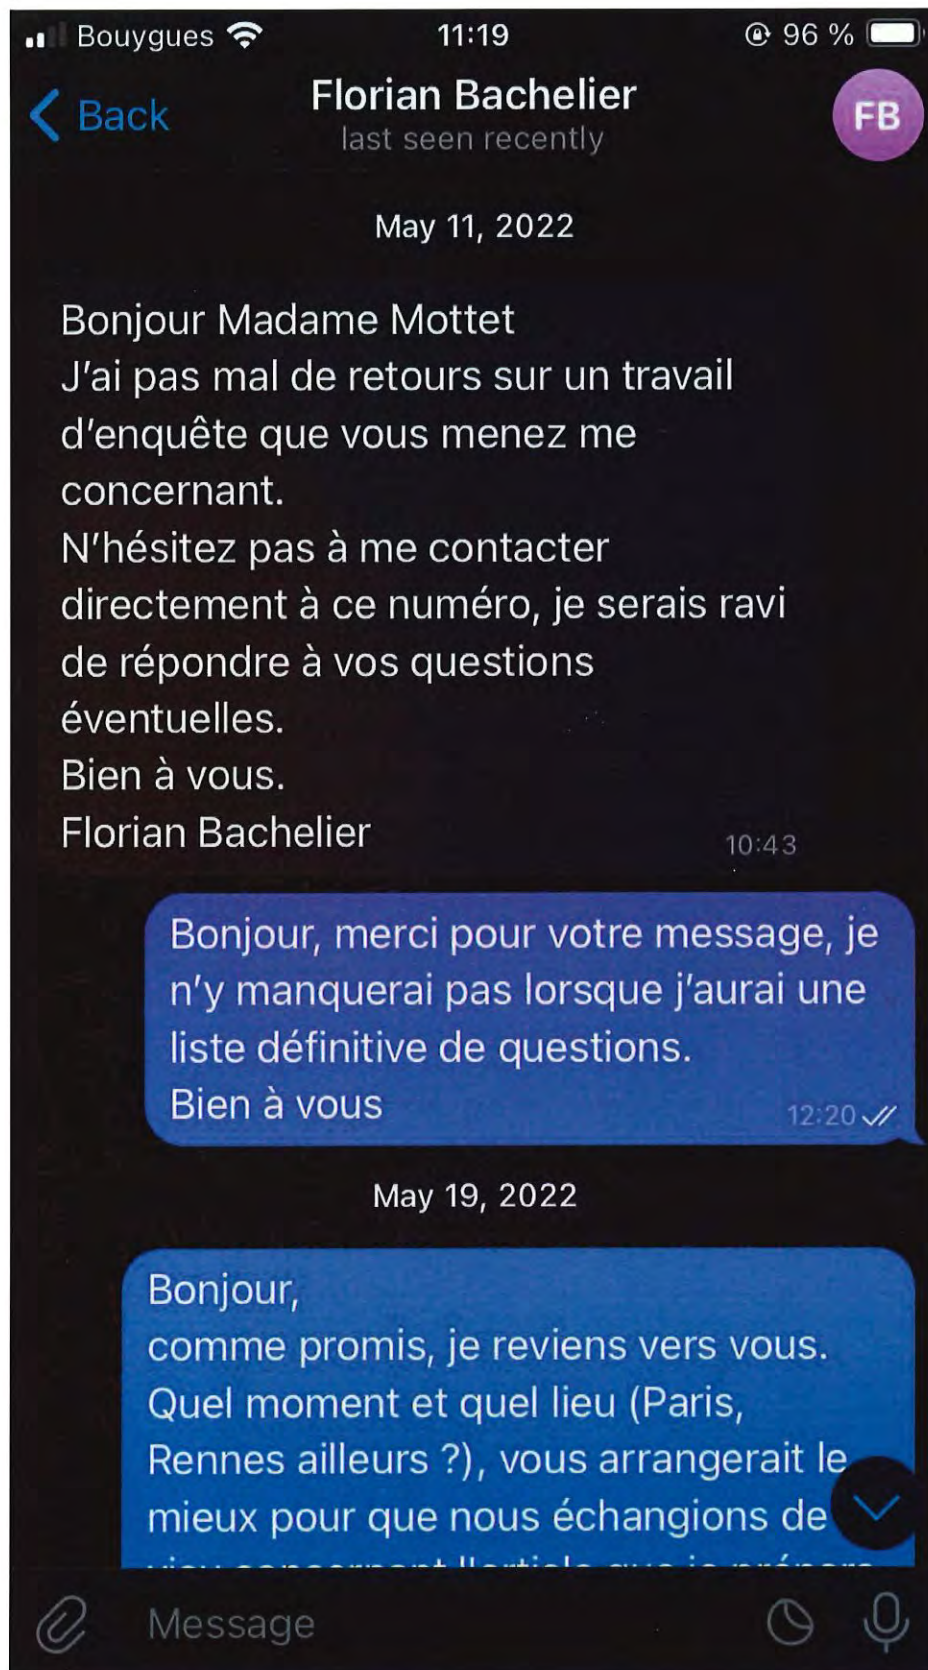 Bouygues 11:19 96 %
Back Florian Bachelier FB
last seen recently
May 11, 2022
Bonjour Madame Mottet
J'ai pas mal de retours sur un travail
d'enquête que vous menez me
concernant.
N'hésitez pas à me contacter
directement à ce numéro, je serais ravi
de répondre à vos questions
éventuelles.
Bien à vous.
Florian Bachelier 10:43
Bonjour, merci pour votre message, je
n'y manquerai pas lorsque j'aurai une
liste définitive de questions.
Bien à vous 12:20
May 19, 2022
Bonjour,
comme promis, je reviens vers vous.
Quel moment et quel lieu (Paris,
Rennes ailleurs ?), vous arrangerait le
mieux pour que nous échangions de
Message